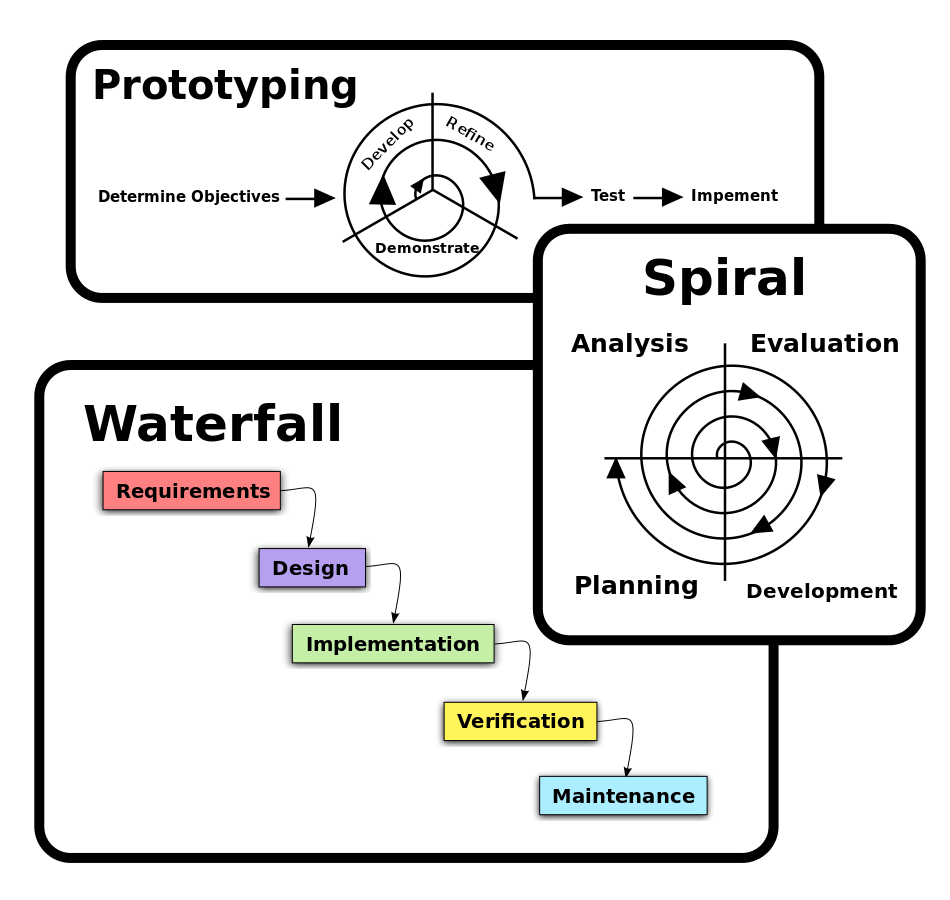 Prototyping
Develop
Refine
Determine Objectives
Test
Impement
Demonstrate
Spiral
Analysis
Evaluation
Planning
Development
Waterfall
Requirements
Design
Implementation
Verification
Maintenance